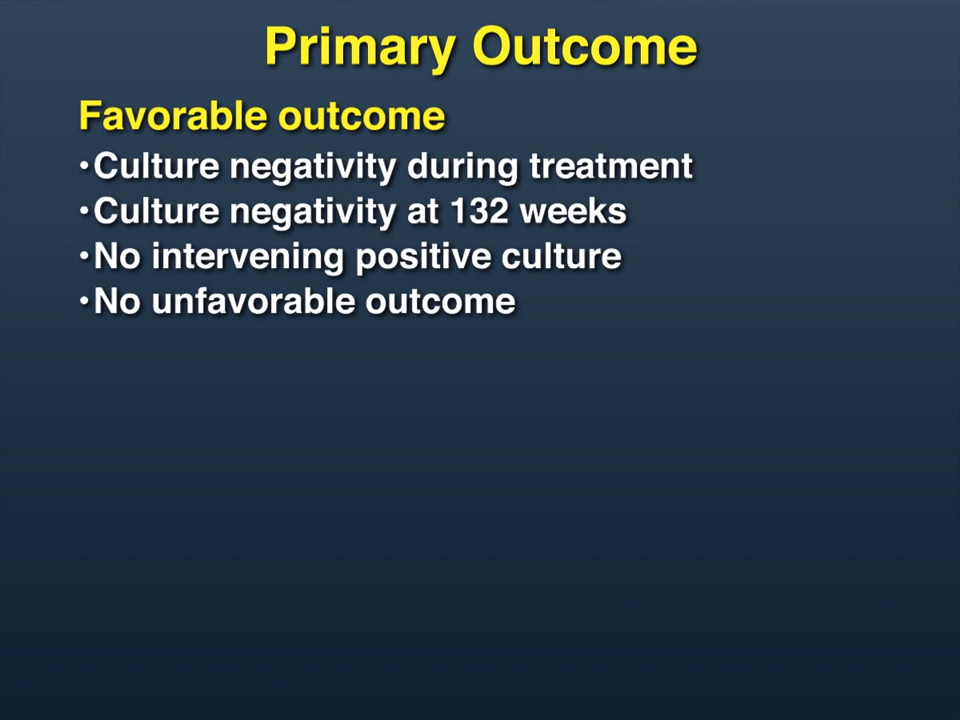 Primary Outcome
Favorable outcome
•Culture negativity during treatment
•Culture negativity at 132 weeks
•No intervening positive culture
•No unfavorable outcome